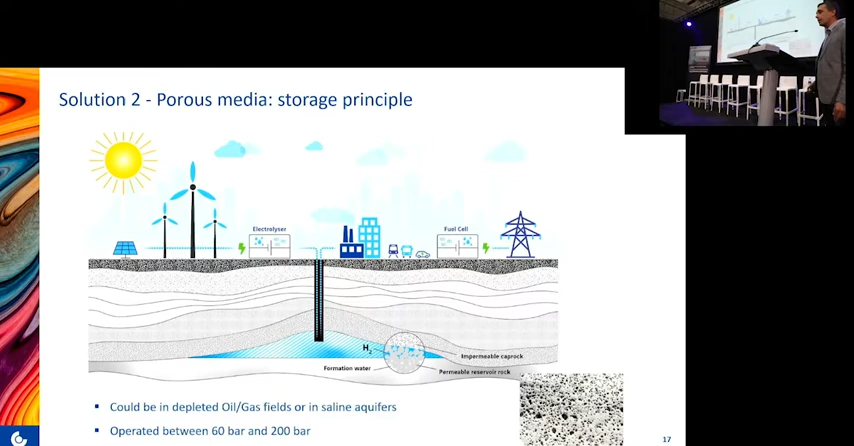 Solution 2 - Porous media: storage principle
Electrolyser
Fuel Cell
H2
Impermeable caprock
Formation water
Permeable reservoir rock
▪ Could be in depleted Oil/Gas fields or in saline aquifers
▪ Operated between 60 bar and 200 bar
17